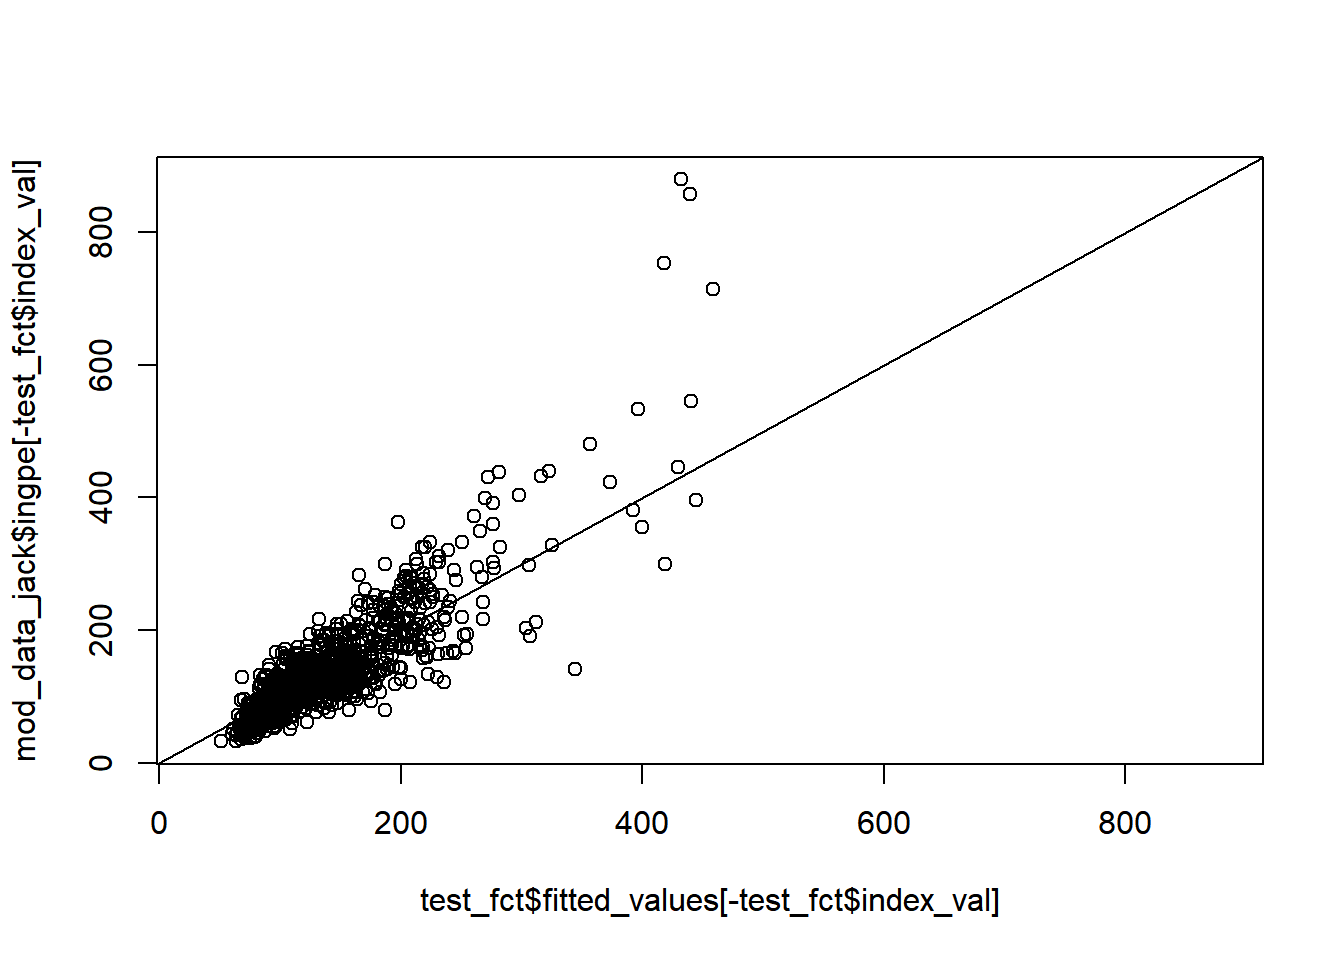 mod_data_jack$ingpe[-test_fct$index_val]
800
600
400
200
0
0 200 400 600 800
test_fct$fitted_values[-test_fct$index_val]